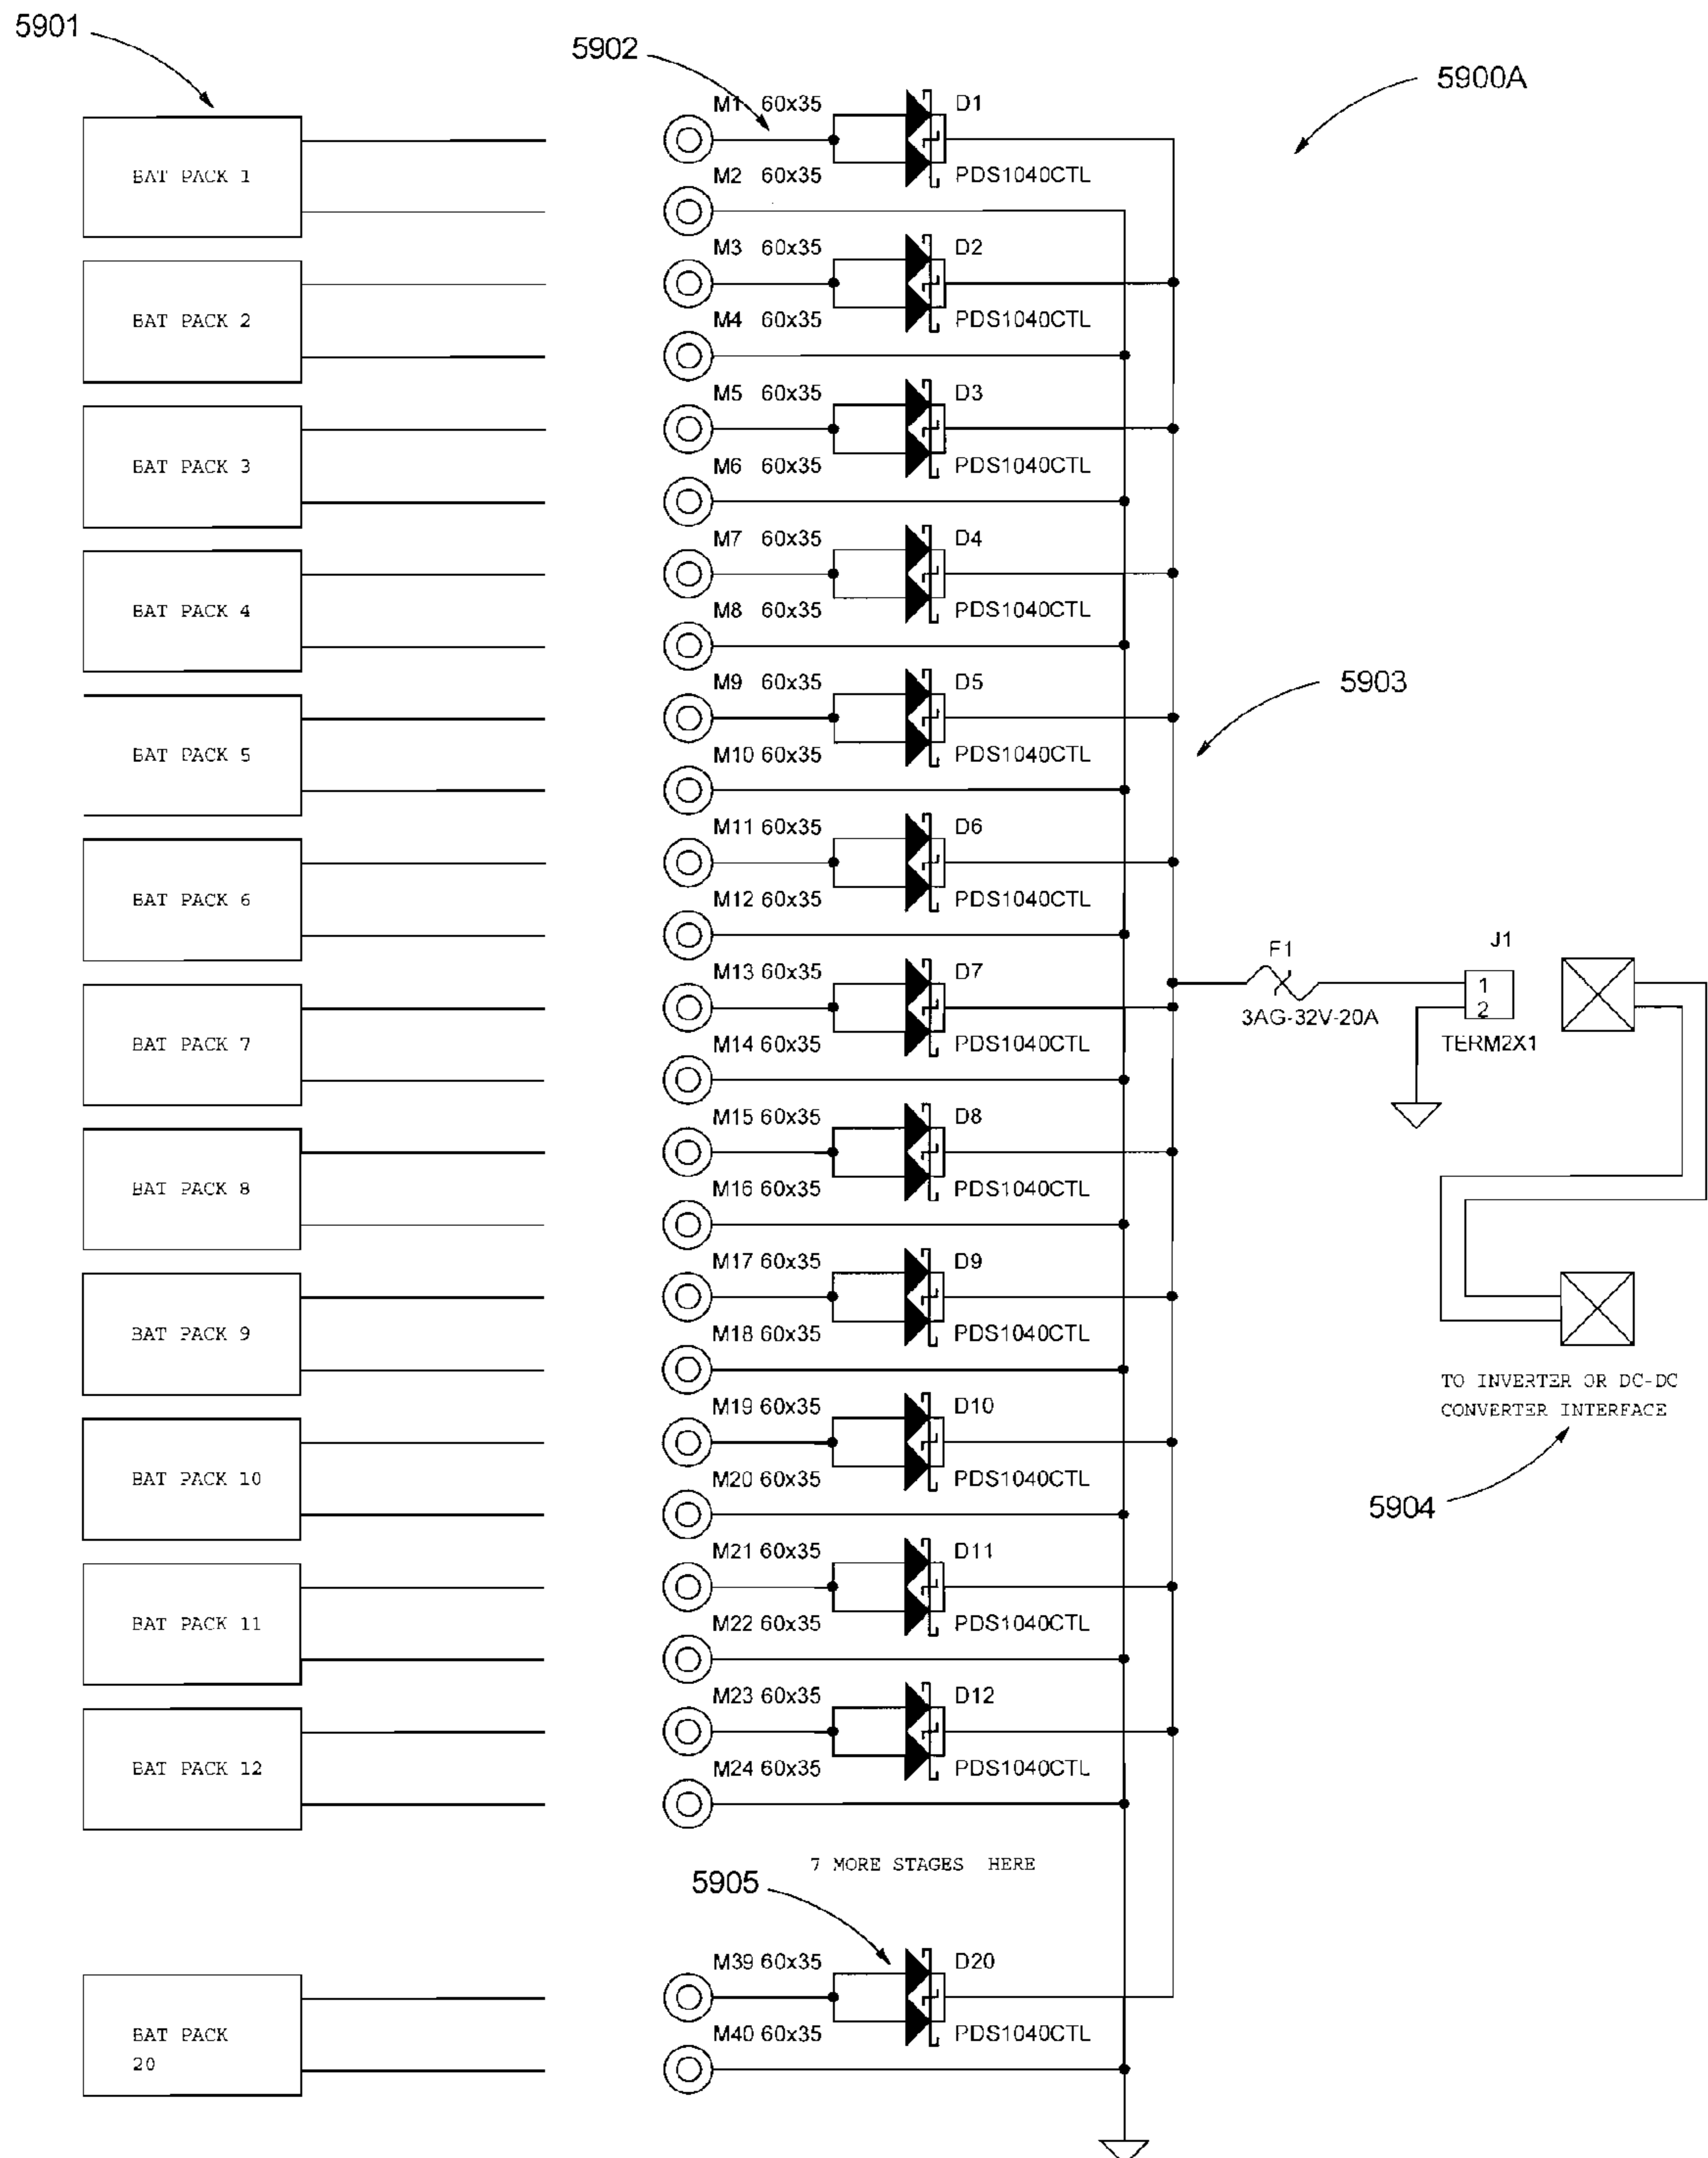 5901
5902
5900A
M1 60x35
D1
BAT PACK 1
M2 60x35
PDS1040CTL
M3 60x35
D2
BAT PACK 2
M4 60x35
PDS1040CTL
M5 60x35
D3
BAT PACK 3
M6 60x35
PDS1040CTL
M7 60x35
D4
BAT PACK 4
M8 60x35
PDS1040CTL
M9 60x35
D5
5903
BAT PACK 5
M10 60x35
PDS1040CTL
M11 60x35
D6
BAT PACK 6
M12 60x35
PDS1040CTL
F1
J1
M13 60x35
D7
1
2
3AG-32V-20A
BAT PACK 7
M14 60x35
PDS1040CTL
TERM2X1
M15 60x35
D8
BAT PACK 8
M16 60x35
PDS1040CTL
M17 60x35
D9
BAT PACK 9
M18 60x35
PDS1040CTL
TO INVERTER OR DC-DC
CONVERTER INTERFACE
M19 60x35
D10
BAT PACK 10
M20 60x35
PDS1040CTL
5904
M21 60x35
D11
BAT PACK 11
M22 60x35
PDS1040CTL
M23 60x35
D12
BAT PACK 12
M24 60x35
PDS1040CTL
7 MORE STAGES HERE
5905
M39 60x35
D20
BAT PACK
20
M40 60x35
PDS1040CTL